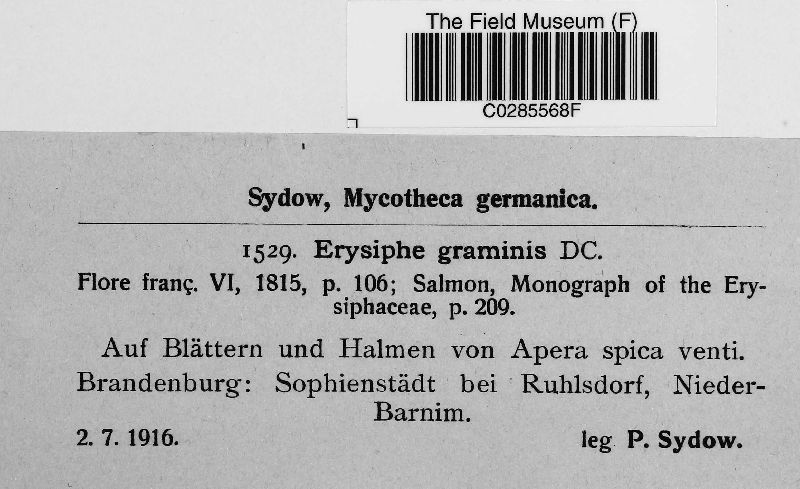 The Field Museum (F)
C0285568F
Sydow, Mycotheca germanica.
1529. Erysiphe graminis DC.
Flore franç. VI, 1815, p. 106; Salmon, Monograph of the Ery-
siphaceae, p. 209.
Auf Blättern und Halmen von Apera spica venti.
Brandenburg: Sophienstädt bei Ruhlsdorf, Nieder-
Barnim.
2. 7. 1916. leg. P. Sydow.